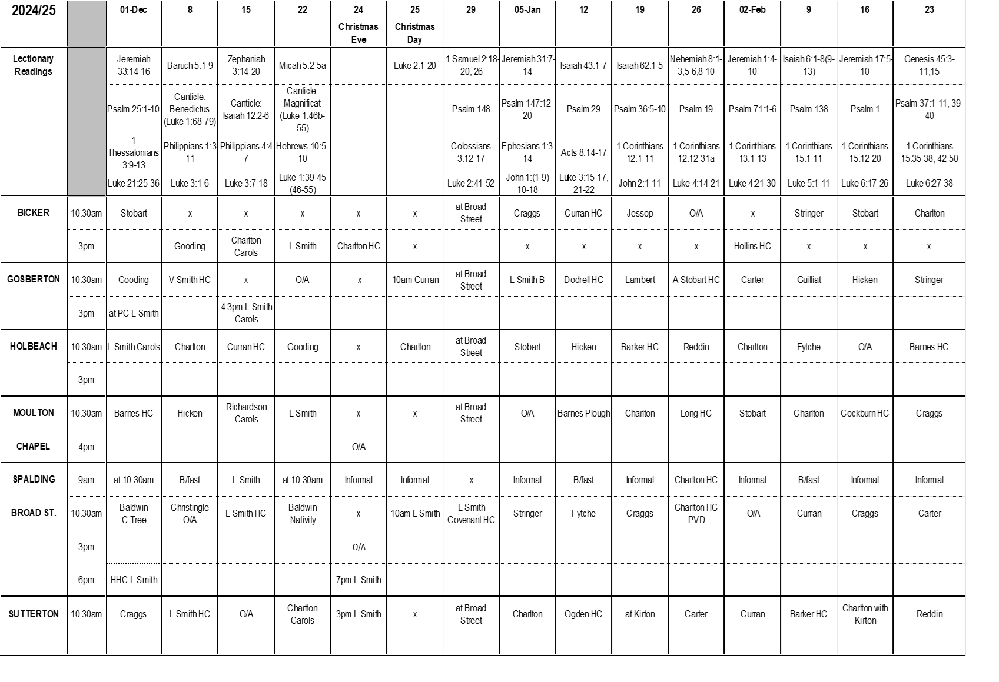 2024/25 01-Dec 8 15 22 24 25 29 05-Jan 12 19 26 02-Feb 9 16 23
Christmas Christmas
Eve Day
Lectionary Jeremiah Baruch 5:1-9 Zephaniah Micah 5:2-5a Luke 2:1-20 1 Samuel 2:18- Jeremiah 31:7- Isaiah 43:1-7 Isaiah 62:1-5 Nehemiah 8:1- Jeremiah 1:4- Isaiah 6:1-8(9- Jeremiah 17:5- Genesis 45:3-
Readings 33:14-16 3:14-20 20, 26 14 3,5-6,8-10 10 13) 10 11,15
Canticle: Canticle:
Psalm 25:1-10 Benedictus Canticle: Magnificat Psalm 148 Psalm 147:12- Psalm 29 Psalm 36:5-10 Psalm 19 Psalm 71:1-6 Psalm 138 Psalm 1 Psalm 37:1-11, 39-
(Luke 1:68-79) Isaiah 12:2-6 (Luke 1:46b- 20 40
55)
1
Thessalonians Philippians 1:3- Philippians 4:4- Hebrews 10:5- Colossians Ephesians 1:3- Acts 8:14-17 1 Corinthians 1 Corinthians 1 Corinthians 1 Corinthians 1 Corinthians 1 Corinthians
3:9-13 11 7 10 3:12-17 14 12:1-11 12:12-31a 13:1-13 15:1-11 15:12-20 15:35-38, 42-50
Luke 21:25-36 Luke 3:1-6 Luke 3:7-18 Luke 1:39-45 Luke 2:41-52 John 1:(1-9) Luke 3:15-17, John 2:1-11 Luke 4:14-21 Luke 4:21-30 Luke 5:1-11 Luke 6:17-26 Luke 6:27-38
(46-55) 10-18 21-22
BICKER 10.30am Stobart x x x x x at Broad Craggs Curran HC Jessop O/A x Stringer Stobart Charlton
Street
3pm Gooding Charlton L Smith Charlton HC x x x x x Hollins HC x x x
Carols
GOSBERTON 10.30am Gooding V Smith HC x O/A x 10am Curran at Broad L Smith B Dodrell HC Lambert A Stobart HC Carter Guilliat Hicken Stringer
Street
3pm at PC L Smith 4.3pm L Smith
Carols
HOLBEACH 10.30am L Smith Carols Charlton Curran HC Gooding x Charlton at Broad Stobart Hicken Barker HC Reddin Charlton Fytche O/A Barnes HC
Street
3pm
MOULTON 10.30am Barnes HC Hicken Richardson L Smith x x at Broad O/A Barnes Plough Charlton Long HC Stobart Charlton Cockburn HC Craggs
Carols Street
CHAPEL 4pm O/A
SPALDING 9am at 10.30am B/fast L Smith at 10.30am Informal Informal x Informal B/fast Informal Charlton HC Informal B/fast Informal Informal
BROAD ST. 10.30am Baldwin Christingle L Smith HC Baldwin x 10am L Smith L Smith Stringer Fytche Craggs Charlton HC O/A Curran Craggs Carter
C Tree O/A Nativity Covenant HC PVD
3pm O/A
6pm HHC L Smith 7pm L Smith
SUTTERTON 10.30am Craggs L Smith HC O/A Charlton 3pm L Smith x at Broad Charlton Ogden HC at Kirton Carter Curran Barker HC Charlton with Reddin
Carols Street Kirton